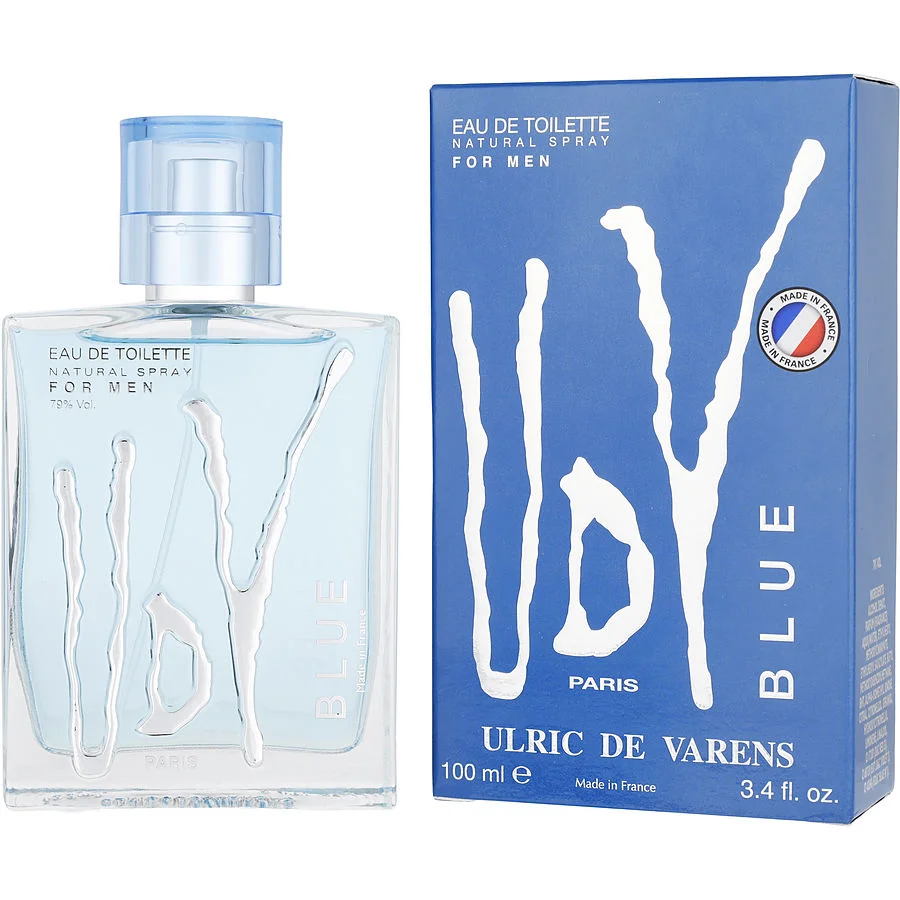 EAU DE TOILETTE
NATURAL SPRAY
FOR MEN
79% Vol.
UdV
BLUE
Made in France
PARIS
EAU DE TOILETTE
NATURAL SPRAY
FOR MEN
UdV
MADE IN FRANCE
MADE IN FRANCE
BLUE
PARIS
ULRIC DE VARENS
100 ml e
Made in France
3.4 fl. oz.